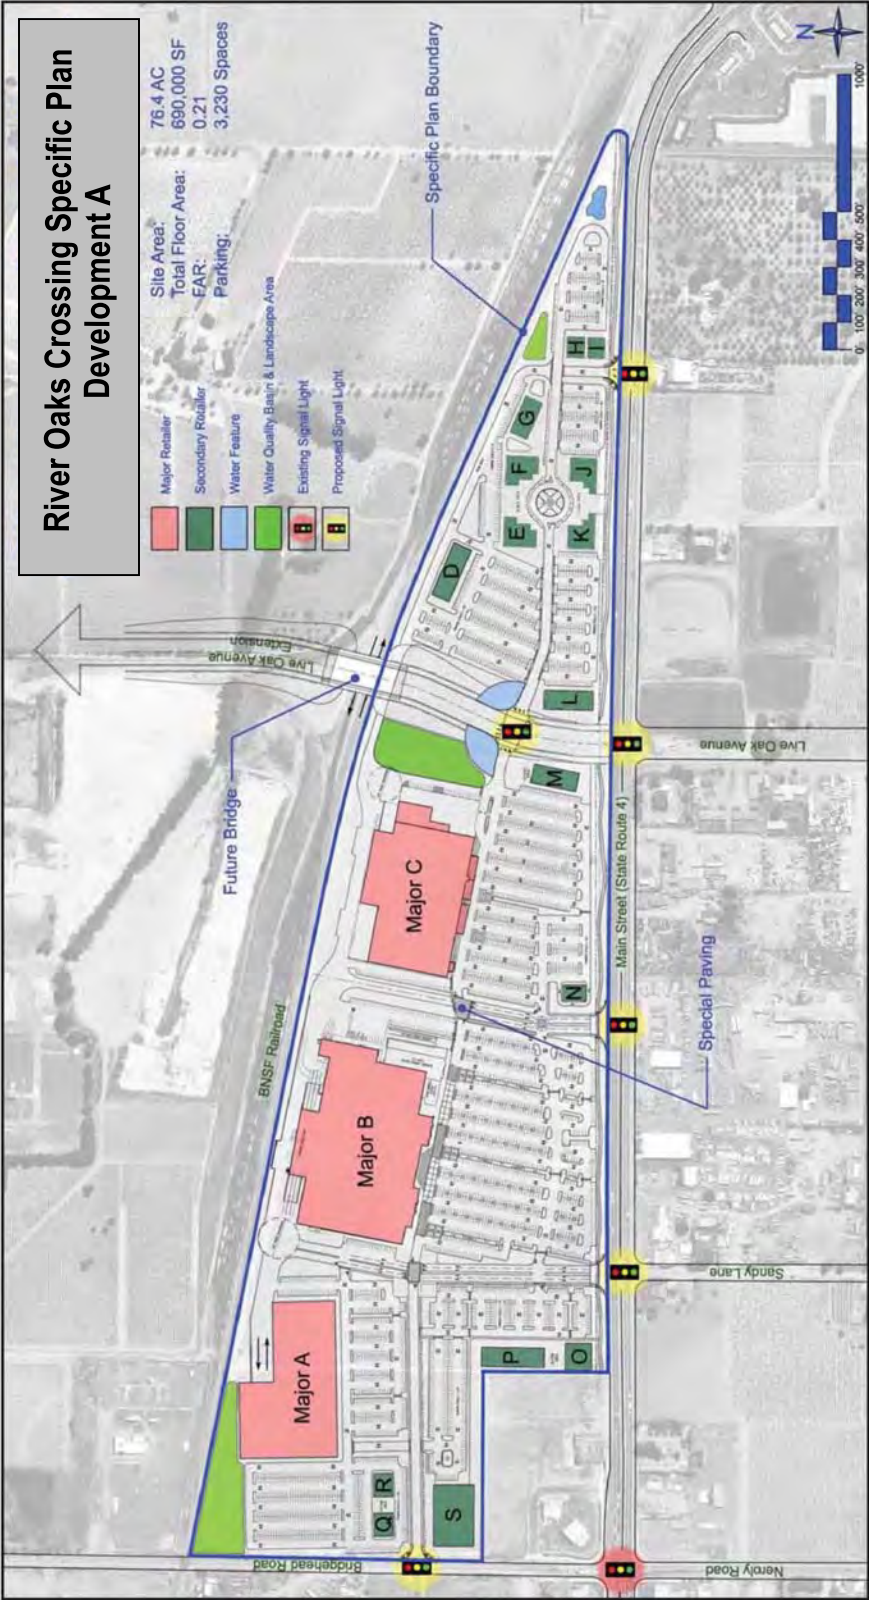 River Oaks Crossing Specific Plan
Development A
Site Area: 76.4 AC
Total Floor Area: 690,000 SF
FAR: 0.21
Parking: 3,230 Spaces
Major Retailer
Secondary Retailer
Water Feature
Water Quality Basin & Landscape Area
Existing Signal Light
Proposed Signal Light
Specific Plan Boundary
N
0' 100' 200' 300' 400' 500' 1000'
Live Oak Avenue
Extension
Future Bridge
BNSF Railroad
Major A
Major B
Major C
D
E
F
G
H
I
J
K
L
M
N
O
P
Q
R
S
Special Paving
Main Street (State Route 4)
Live Oak Avenue
Sandy Lane
Bridgehead Road
Neroly Road